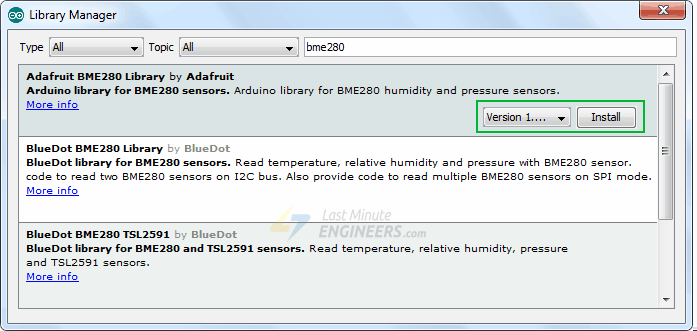 Library Manager
Type All Topic All bme280
Adafruit BME280 Library by Adafruit
Arduino library for BME280 sensors. Arduino library for BME280 humidity and pressure sensors.
More info
Version 1.... Install
BlueDot BME280 Library by BlueDot
BlueDot library for BME280 sensors. Read temperature, relative humidity and pressure with BME280 sensor.
code to read two BME280 sensors on I2C bus. Also provide code to read multiple BME280 sensors on SPI mode.
More info
Last Minute
ENGINEERS.com
BlueDot BME280 TSL2591 by BlueDot
BlueDot library for BME280 and TSL2591 sensors. Read temperature, relative humidity, pressure
and TSL2591 sensors.
More info